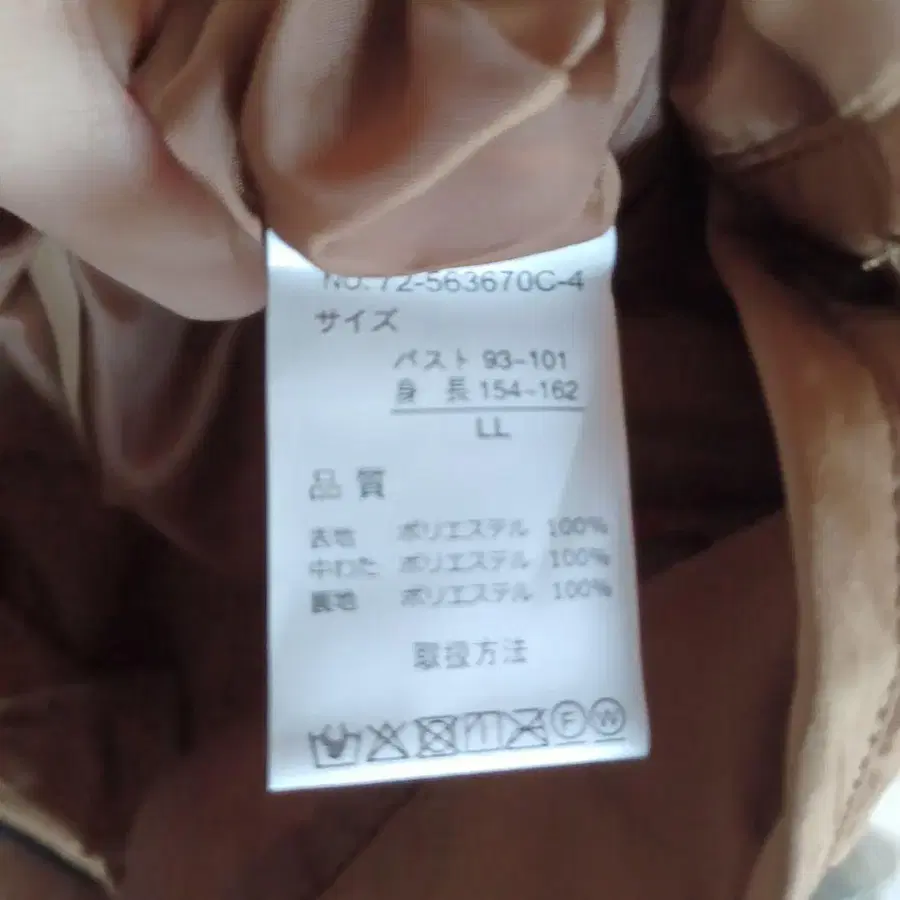 NO.72-563670C-4
サイズ
バスト 93-101
身 長 154-162
LL
品 質
表地 ポリエステル 100%
中わた ポリエステル 100%
裏地 ポリエステル 100%
取扱方法
F W